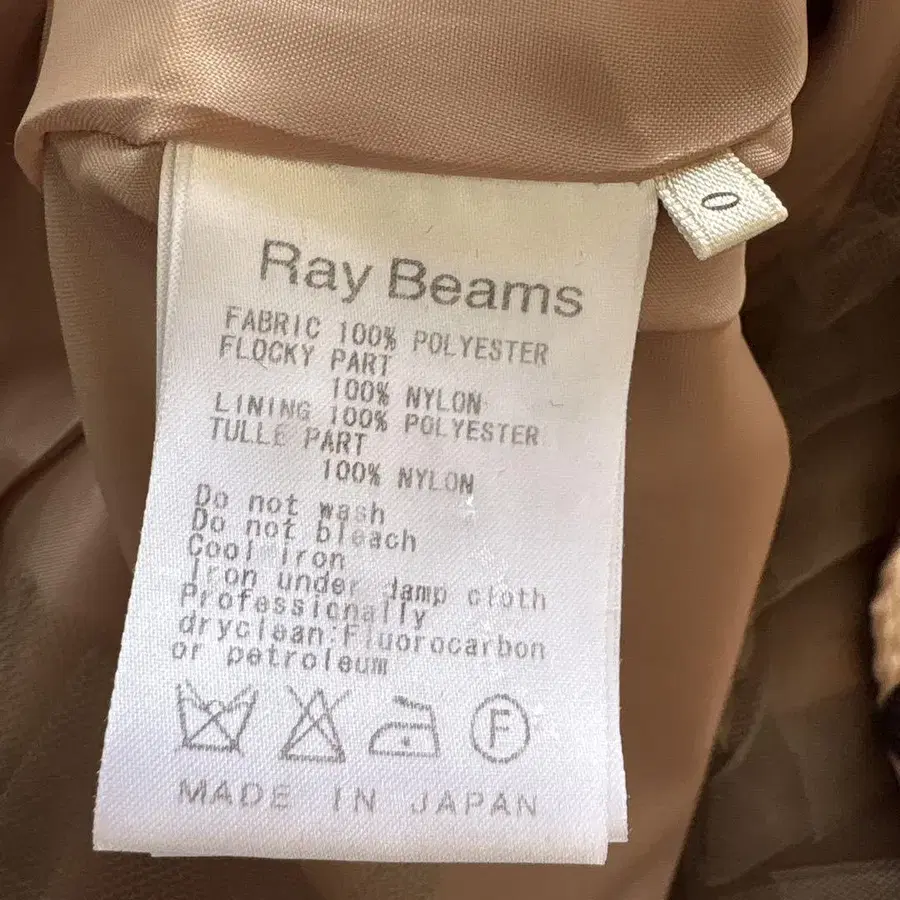 0
Ray Beams
FABRIC 100% POLYESTER
FLOCKY PART
100% NYLON
LINING 100% POLYESTER
TULLE PART
100% NYLON
Do not wash
Do not bleach
Cool iron
Iron under damp cloth
Professionally
dryclean:Fluorocarbon
or petroleum
F
MADE IN JAPAN